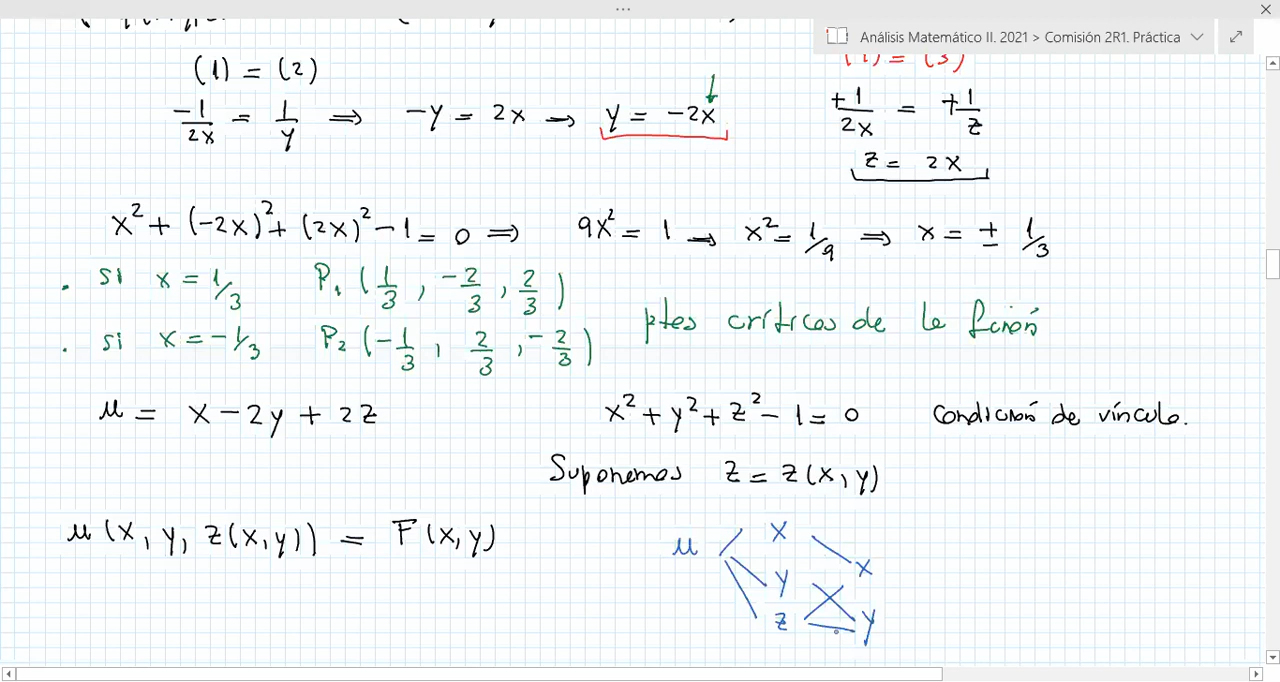 Análisis Matemático II. 2021 > Comisión 2R1. Práctica
(1) = (2)
(1) = (3)
-1/2x = 1/y ⟹ -y = 2x → y = -2x
+1/2x = +1/z
z = 2x
x² + (-2x)² + (2x)² - 1 = 0 ⟹ 9x² = 1 → x² = 1/9 ⟹ x = ± 1/3
. si x = 1/3 P₁ (1/3, -2/3, 2/3)
ptos críticos de la fción
. si x = -1/3 P₂ (-1/3, 2/3, -2/3)
μ = x - 2y + 2z x² + y² + z² - 1 = 0 Condición de vínculo.
Suponemos z = z(x,y)
μ(x, y, z(x,y)) = F(x,y)
μ x
y x
z y